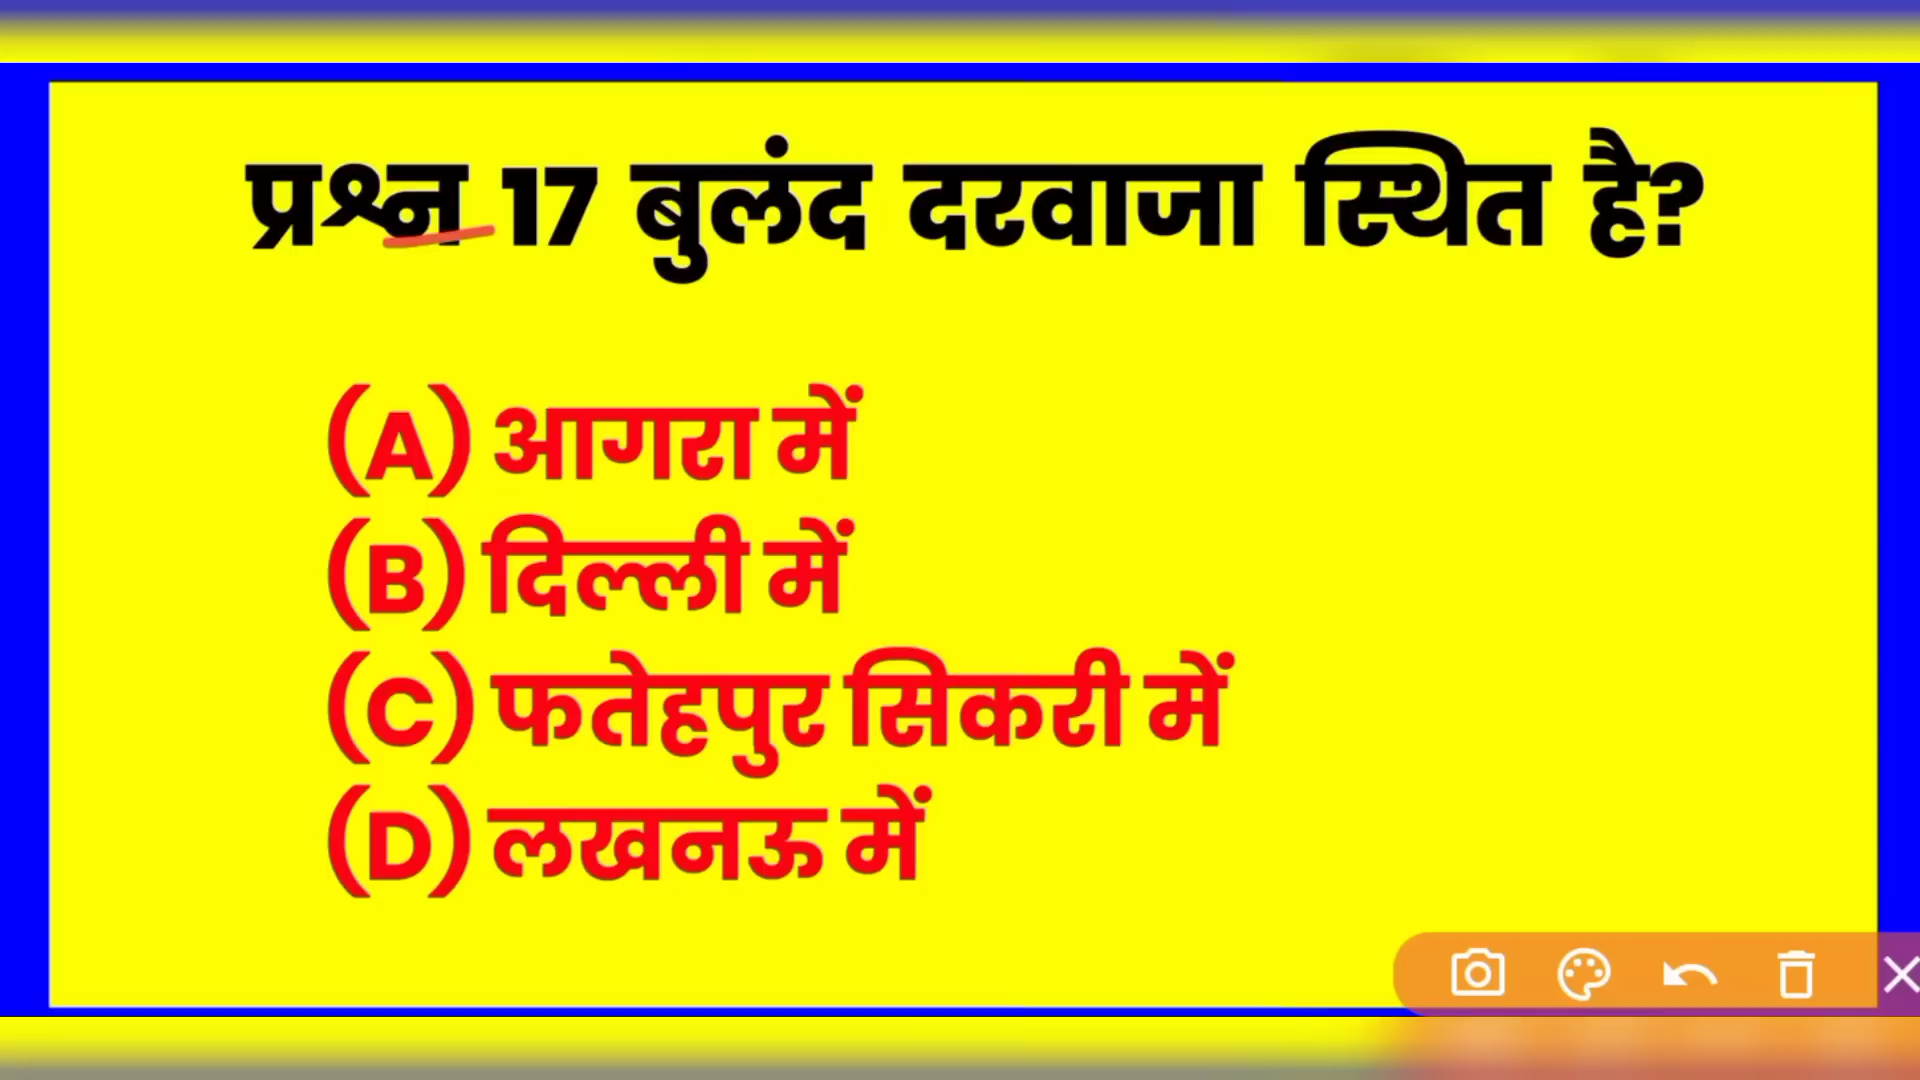 प्रश्न 17 बुलंद दरवाजा स्थित है?
(A) आगरा में
(B) दिल्ली में
(C) फतेहपुर सिकरी में
(D) लखनऊ में